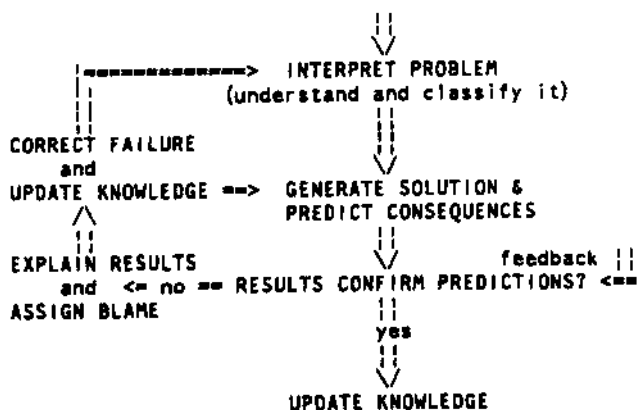 INTERPRET PROBLEM
(understand and classify it)
CORRECT FAILURE
and
UPDATE KNOWLEDGE ==> GENERATE SOLUTION &
PREDICT CONSEQUENCES
feedback
EXPLAIN RESULTS
and <= no == RESULTS CONFIRM PREDICTIONS? <==
ASSIGN BLAME
yes
UPDATE KNOWLEDGE